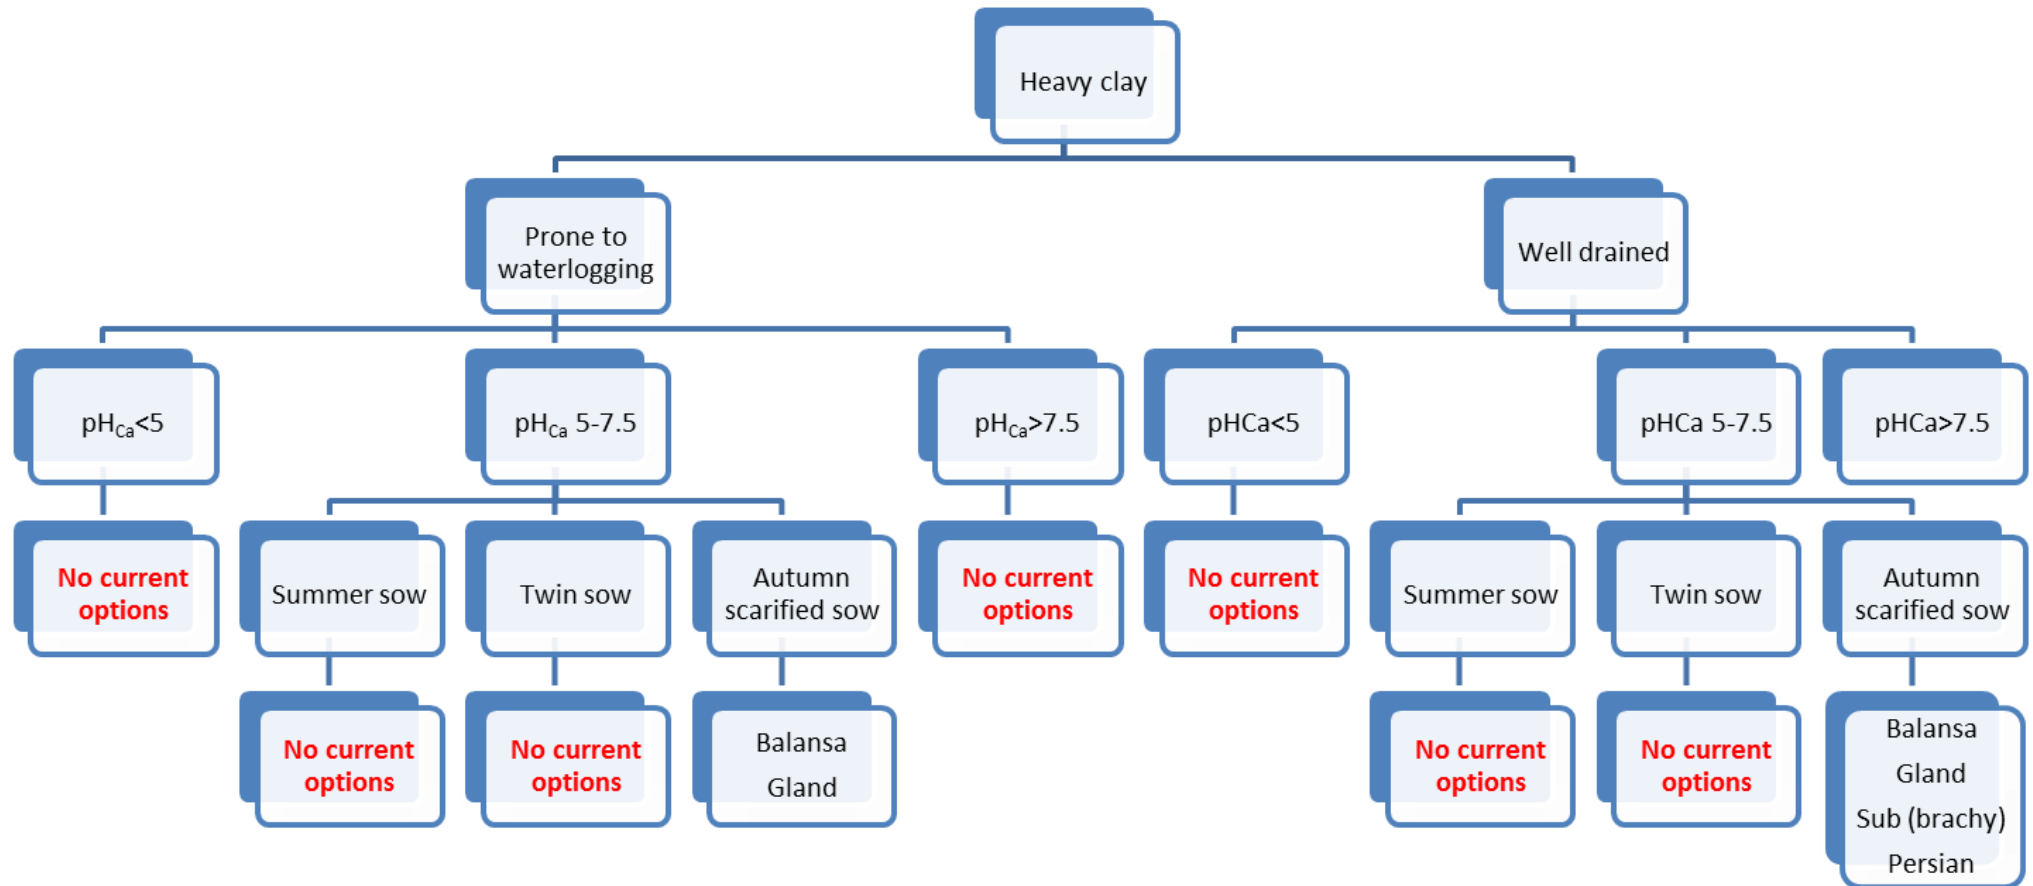 Heavy clay
Prone to
waterlogging
Well drained
pH_Ca<5
pH_Ca 5-7.5
pH_Ca>7.5
pHCa<5
pHCa 5-7.5
pHCa>7.5
No current
options
Summer sow
Twin sow
Autumn
scarified sow
No current
options
No current
options
Summer sow
Twin sow
Autumn
scarified sow
No current
options
No current
options
Balansa
Gland
No current
options
No current
options
Balansa
Gland
Sub (brachy)
Persian